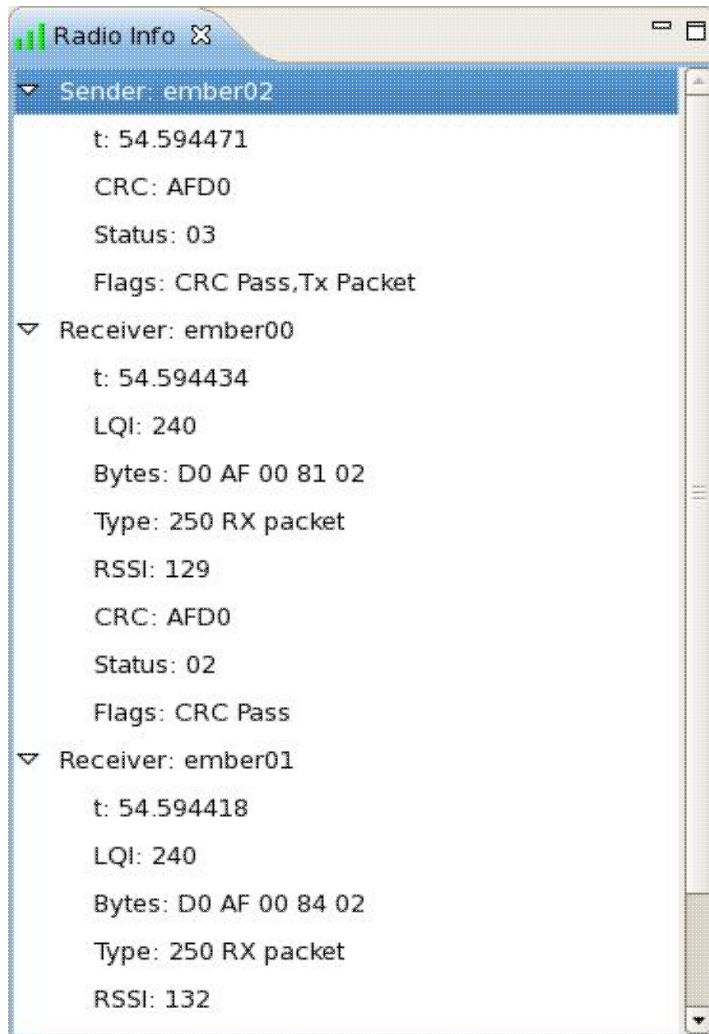 Radio Info
Sender: ember02
t: 54.594471
CRC: AFD0
Status: 03
Flags: CRC Pass,Tx Packet
Receiver: ember00
t: 54.594434
LQI: 240
Bytes: D0 AF 00 81 02
Type: 250 RX packet
RSSI: 129
CRC: AFD0
Status: 02
Flags: CRC Pass
Receiver: ember01
t: 54.594418
LQI: 240
Bytes: D0 AF 00 84 02
Type: 250 RX packet
RSSI: 132